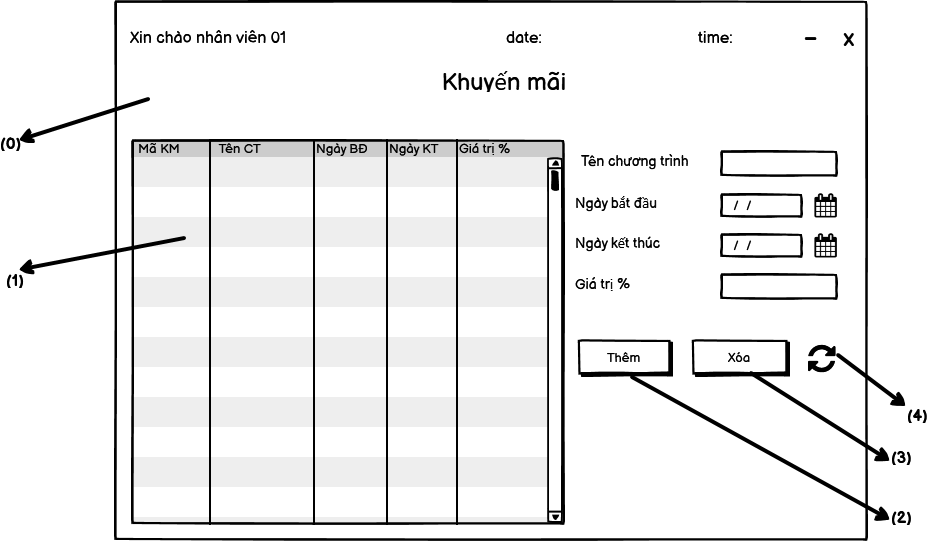 Xin chào nhân viên 01 date: time: – X
Khuyến mãi
(0)
Mã KM Tên CT Ngày BĐ Ngày KT Giá trị %
Tên chương trình
Ngày bắt đầu / /
Ngày kết thúc / /
(1)
Giá trị %
Thêm Xóa
(4)
(3)
(2)